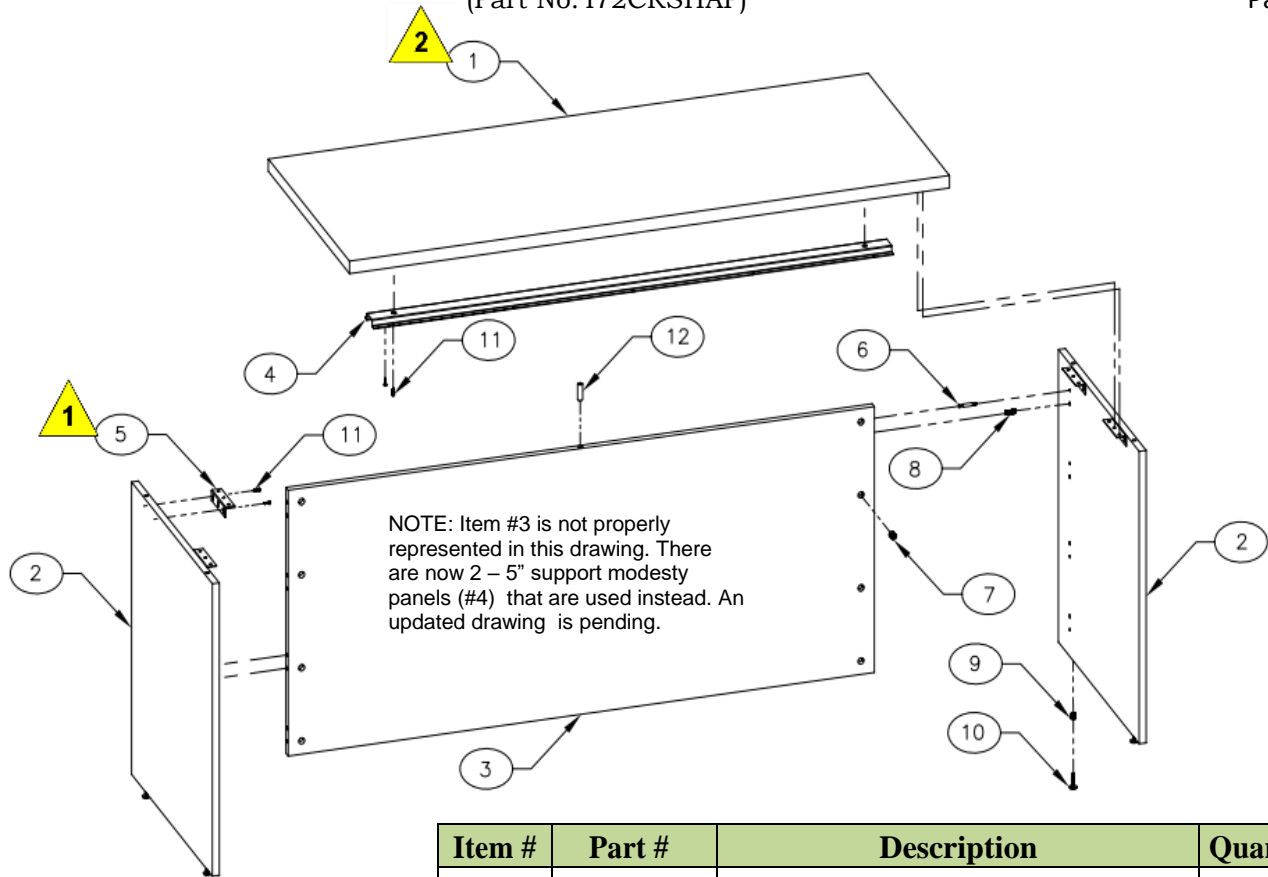 (Part No. 172CRSHAF)
Pa
2
1
4
11
12
6
1
5
11
8
NOTE: Item #3 is not properly
represented in this drawing. There
are now 2 – 5” support modesty
panels (#4) that are used instead. An
updated drawing is pending.
2
7
2
9
10
3
Item # Part # Description Quan